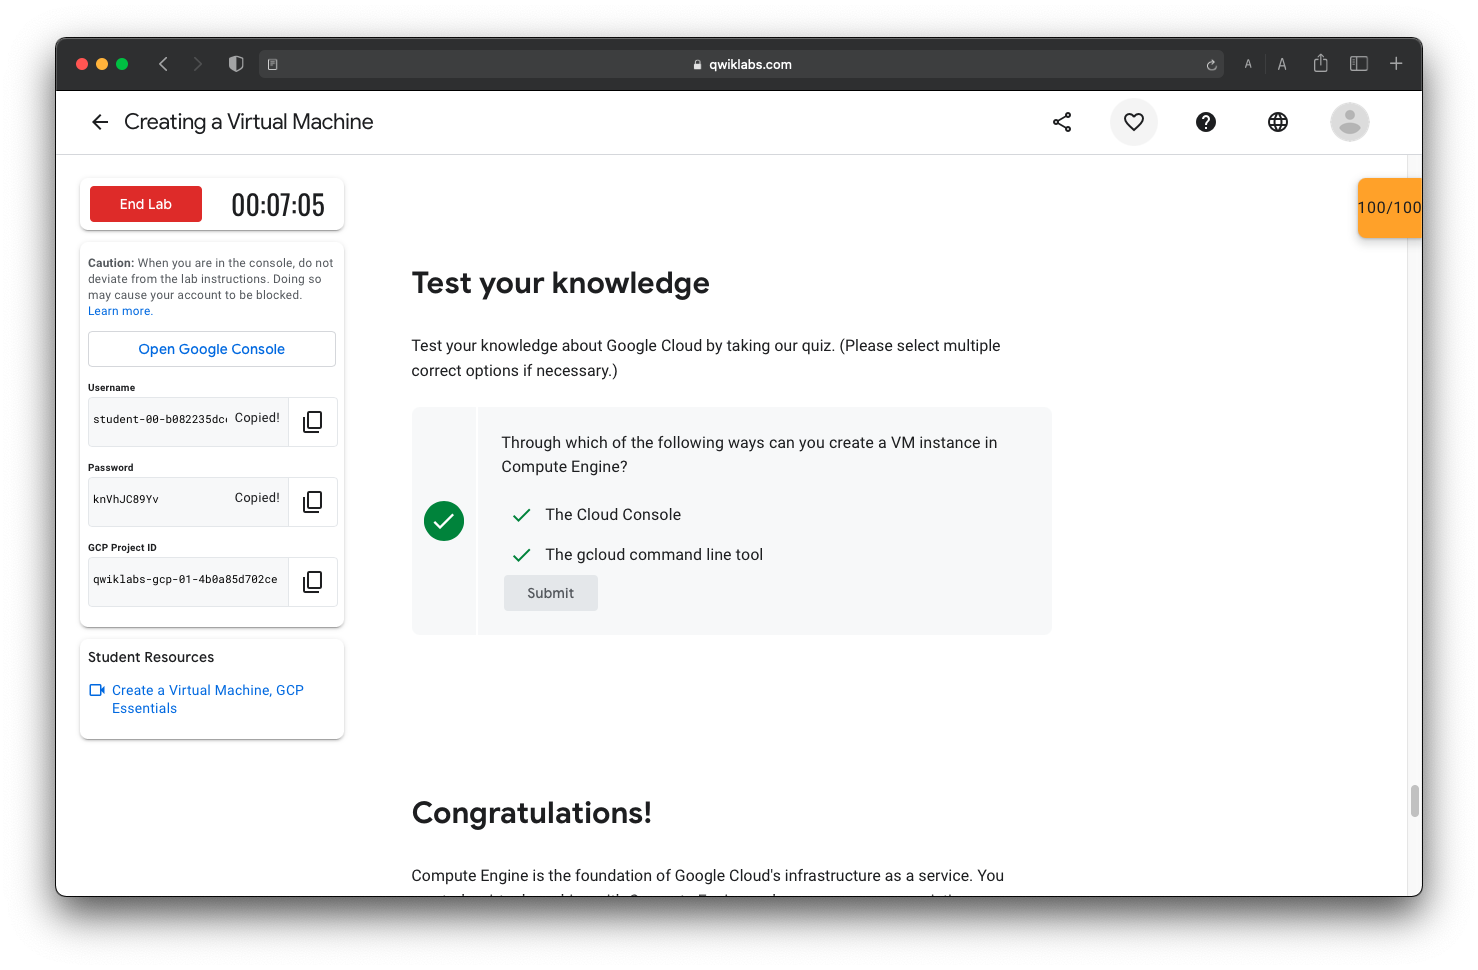 qwiklabs.com
A
A
Creating a Virtual Machine
End Lab
00:07:05
100/100
Caution: When you are in the console, do not
deviate from the lab instructions. Doing so
may cause your account to be blocked.
Learn more.
Open Google Console
Username
student-00-b082235dc
Copied!
Password
knVhJC89Yv
Copied!
GCP Project ID
qwiklabs-gcp-01-4b0a85d702ce
Student Resources
Create a Virtual Machine, GCP
Essentials
Test your knowledge
Test your knowledge about Google Cloud by taking our quiz. (Please select multiple
correct options if necessary.)
Through which of the following ways can you create a VM instance in
Compute Engine?
The Cloud Console
The gcloud command line tool
Submit
Congratulations!
Compute Engine is the foundation of Google Cloud's infrastructure as a service. You